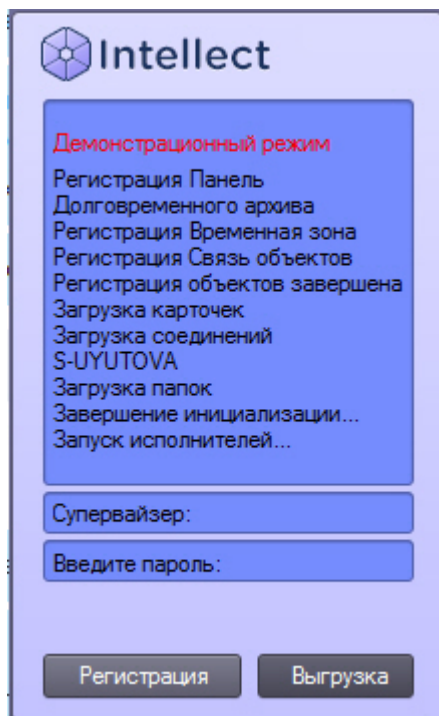 Intellect
Демонстрационный режим
Регистрация Панель
Долговременного архива
Регистрация Временная зона
Регистрация Связь объектов
Регистрация объектов завершена
Загрузка карточек
Загрузка соединений
S-UYUTOVA
Загрузка папок
Завершение инициализации...
Запуск исполнителей...
Супервайзер:
Введите пароль:
Регистрация
Выгрузка